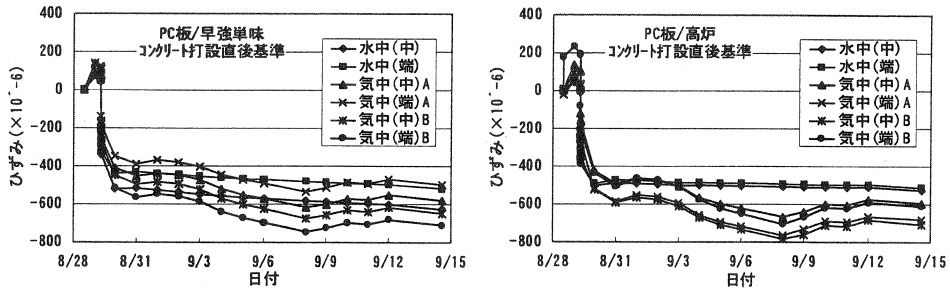 PC板/早強単味
コンクリート打設直後基準
水中(中)
水中(端)
気中(中)A
気中(端)A
気中(中)B
気中(端)B
400
200
0
-200
-400
-600
-800
ひずみ(×10^-6)
8/28
8/31
9/3
9/6
9/9
9/12
9/15
日付
PC板/高炉
コンクリート打設直後基準
水中(中)
水中(端)
気中(中)A
気中(端)A
気中(中)B
気中(端)B
400
200
0
-200
-400
-600
-800
ひずみ(×10^-6)
8/28
8/31
9/3
9/6
9/9
9/12
9/15
日付